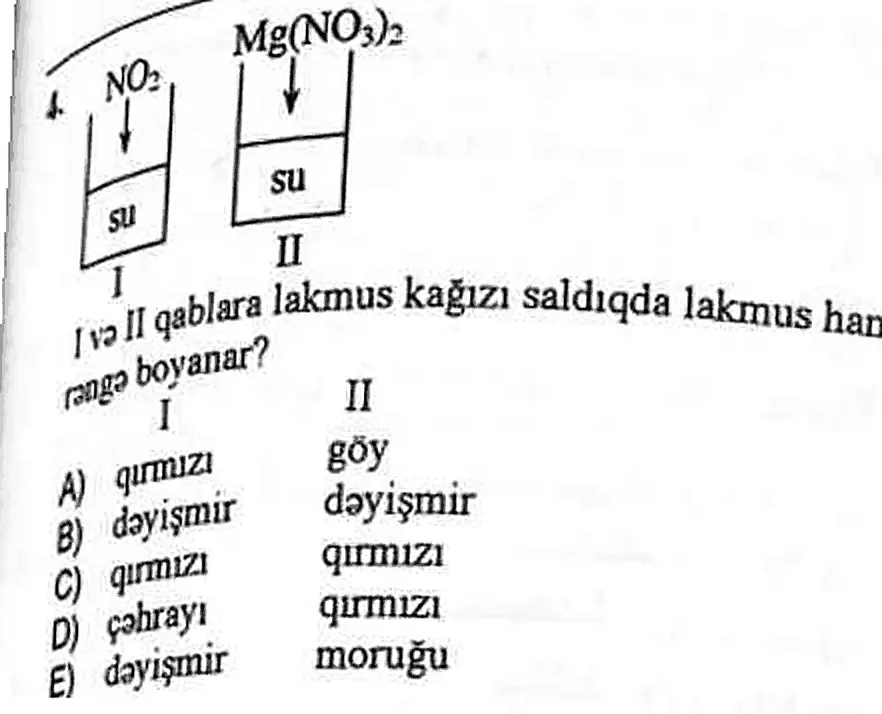 4.
NO₂ Mg(NO₃)₂
su su
I II
I və II qablara lakmus kağızı saldıqda lakmus han
rəngə boyanar?
I II
A) qırmızı göy
B) dəyişmir dəyişmir
C) qırmızı qırmızı
D) çəhrayı qırmızı
E) dəyişmir moruğu